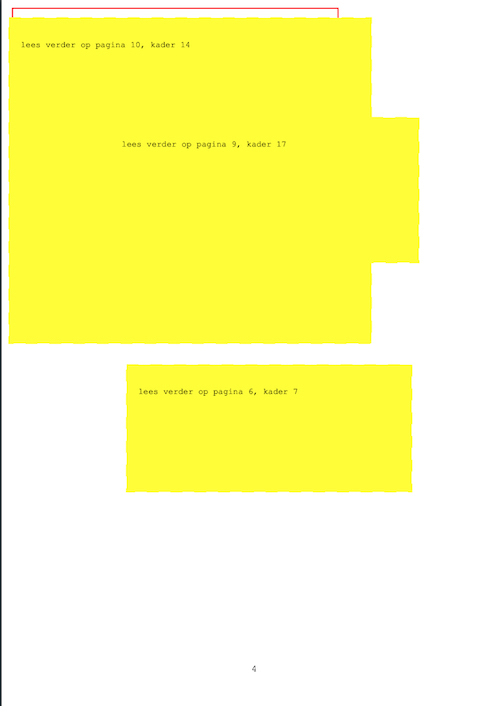 lees verder op pagina 10, kader 14
lees verder op pagina 9, kader 17
lees verder op pagina 6, kader 7
4